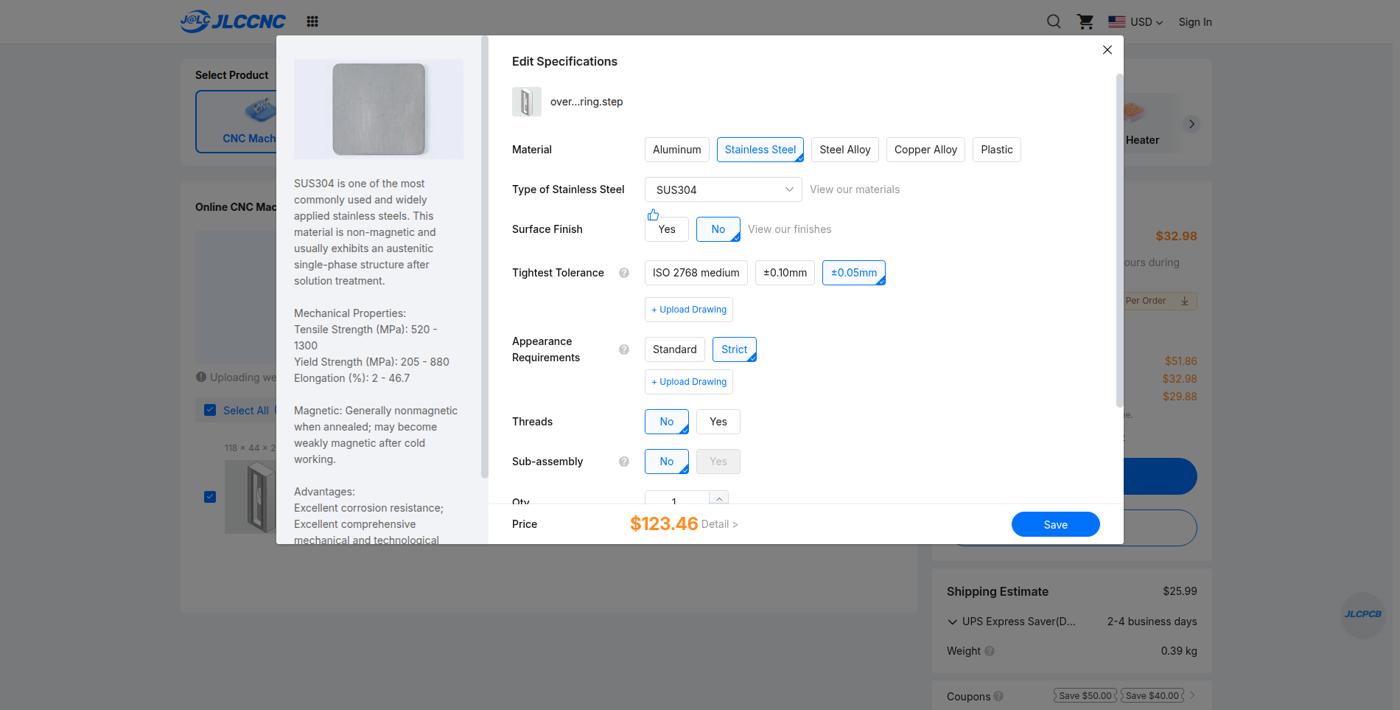 J@LC JLCCNC
USD
Sign In
Select Product
CNC Mach
Heater
Online CNC Mac
Uploading we
Select All
118 × 44 × 2
SUS304 is one of the most
commonly used and widely
applied stainless steels. This
material is non-magnetic and
usually exhibits an austenitic
single-phase structure after
solution treatment.
Mechanical Properties:
Tensile Strength (MPa): 520 -
1300
Yield Strength (MPa): 205 - 880
Elongation (%): 2 - 46.7
Magnetic: Generally nonmagnetic
when annealed; may become
weakly magnetic after cold
working.
Advantages:
Excellent corrosion resistance;
Excellent comprehensive
mechanical and technological
Edit Specifications
over...ring.step
Material Aluminum Stainless Steel Steel Alloy Copper Alloy Plastic
Type of Stainless Steel SUS304 View our materials
Surface Finish Yes No View our finishes
Tightest Tolerance ? ISO 2768 medium ±0.10mm ±0.05mm
+ Upload Drawing
Appearance
Requirements ? Standard Strict
+ Upload Drawing
Threads No Yes
Sub-assembly ? No Yes
Qty 1
Price $123.46 Detail >
Save
$32.98
ours during
Per Order
$51.86
$32.98
$29.88
Shipping Estimate $25.99
UPS Express Saver(D... 2-4 business days
Weight ? 0.39 kg
Coupons ? Save $50.00 Save $40.00
JLCPCB